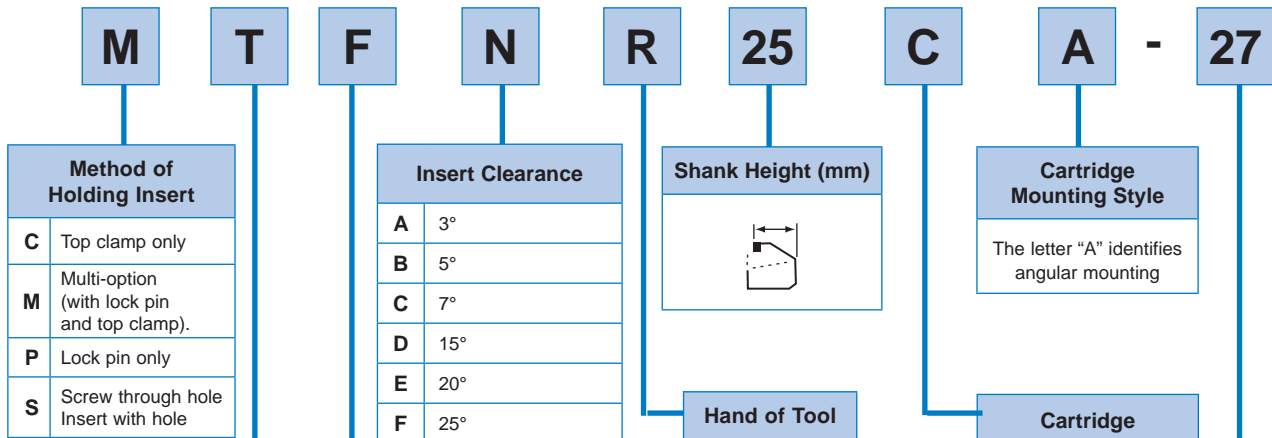 M T F N R 25 C A - 27
Method of
Holding Insert
C Top clamp only
M Multi-option
(with lock pin
and top clamp).
P Lock pin only
S Screw through hole
Insert with hole
Insert Clearance
A 3°
B 5°
C 7°
D 15°
E 20°
F 25°
Shank Height (mm)
Hand of Tool
Cartridge
Mounting Style
The letter “A” identifies
angular mounting
Cartridge